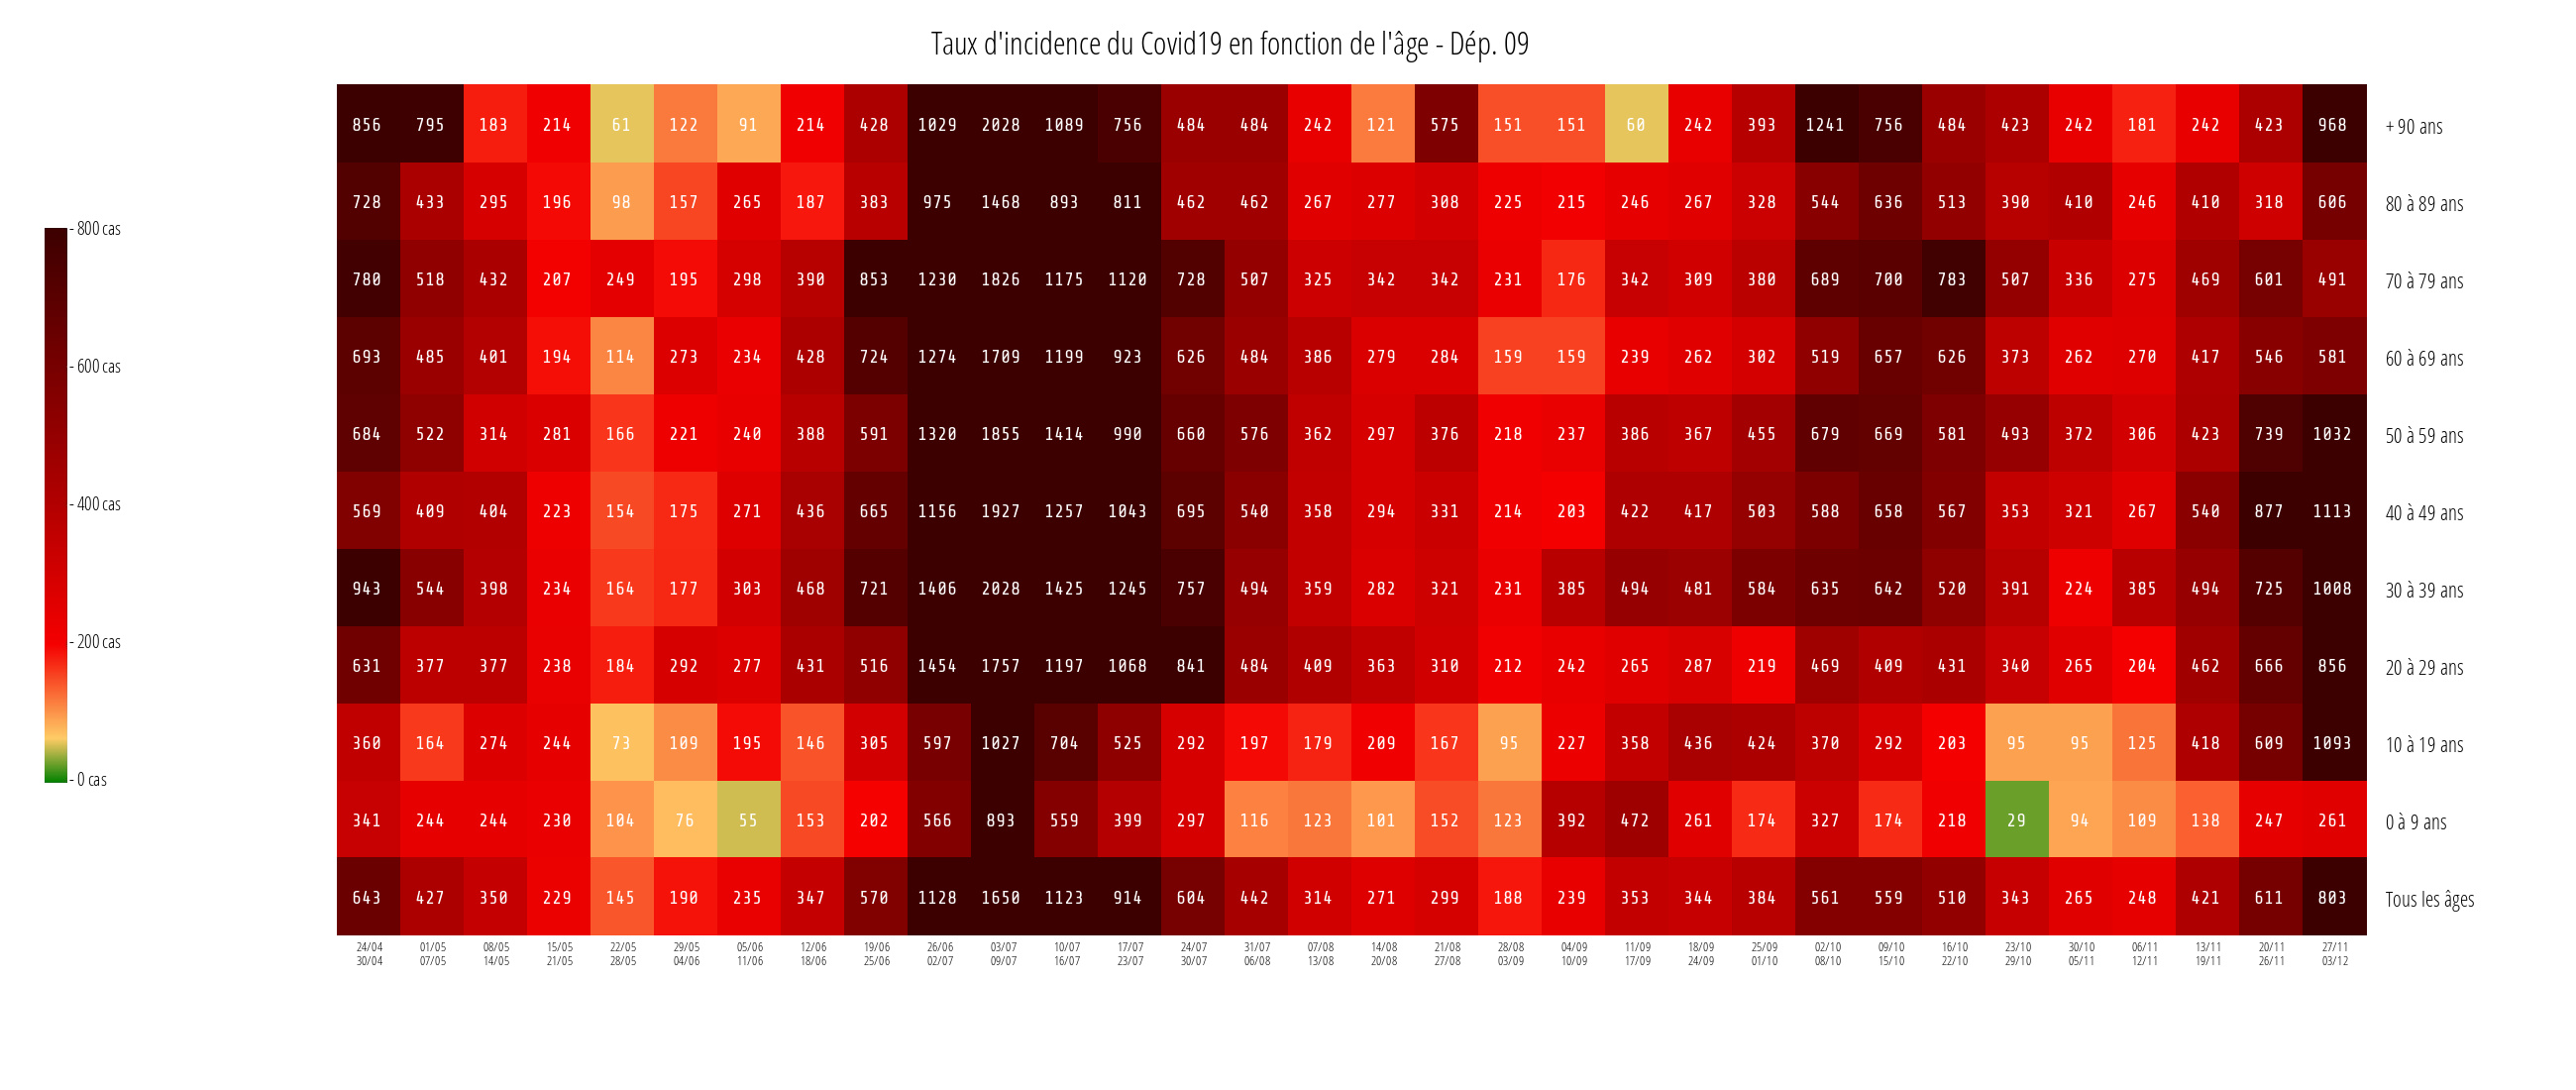 Taux d'incidence du Covid19 en fonction de l'âge - Dép. 09
856 795 183 214 61 122 91 214 428 1029 2028 1089 756 484 484 242 121 575 151 151 60 242 393 1241 756 484 423 242 181 242 423 968 + 90 ans
728 433 295 196 98 157 265 187 383 975 1468 893 811 462 462 267 277 308 225 215 246 267 328 544 636 513 390 410 246 410 318 606 80 à 89 ans
- 800 cas
780 518 432 207 249 195 298 390 853 1230 1826 1175 1120 728 507 325 342 342 231 176 342 309 380 689 700 783 507 336 275 469 601 491 70 à 79 ans
693 485 401 194 114 273 234 428 724 1274 1709 1199 923 626 484 386 279 284 159 159 239 262 302 519 657 626 373 262 270 417 546 581 60 à 69 ans
- 600 cas
684 522 314 281 166 221 240 388 591 1320 1855 1414 990 660 576 362 297 376 218 237 386 367 455 679 669 581 493 372 306 423 739 1032 50 à 59 ans
- 400 cas
569 409 404 223 154 175 271 436 665 1156 1927 1257 1043 695 540 358 294 331 214 203 422 417 503 588 658 567 353 321 267 540 877 1113 40 à 49 ans
943 544 398 234 164 177 303 468 721 1406 2028 1425 1245 757 494 359 282 321 231 385 494 481 584 635 642 520 391 224 385 494 725 1008 30 à 39 ans
- 200 cas
631 377 377 238 184 292 277 431 516 1454 1757 1197 1068 841 484 409 363 310 212 242 265 287 219 469 409 431 340 265 204 462 666 856 20 à 29 ans
360 164 274 244 73 109 195 146 305 597 1027 704 525 292 197 179 209 167 95 227 358 436 424 370 292 203 95 95 125 418 609 1093 10 à 19 ans
- 0 cas
341 244 244 230 104 76 55 153 202 566 893 559 399 297 116 123 101 152 123 392 472 261 174 327 174 218 29 94 109 138 247 261 0 à 9 ans
643 427 350 229 145 190 235 347 570 1128 1650 1123 914 604 442 314 271 299 188 239 353 344 384 561 559 510 343 265 248 421 611 803 Tous les âges
24/04 01/05 08/05 15/05 22/05 29/05 05/06 12/06 19/06 26/06 03/07 10/07 17/07 24/07 31/07 07/08 14/08 21/08 28/08 04/09 11/09 18/09 25/09 02/10 09/10 16/10 23/10 30/10 06/11 13/11 20/11 27/11
30/04 07/05 14/05 21/05 28/05 04/06 11/06 18/06 25/06 02/07 09/07 16/07 23/07 30/07 06/08 13/08 20/08 27/08 03/09 10/09 17/09 24/09 01/10 08/10 15/10 22/10 29/10 05/11 12/11 19/11 26/11 03/12